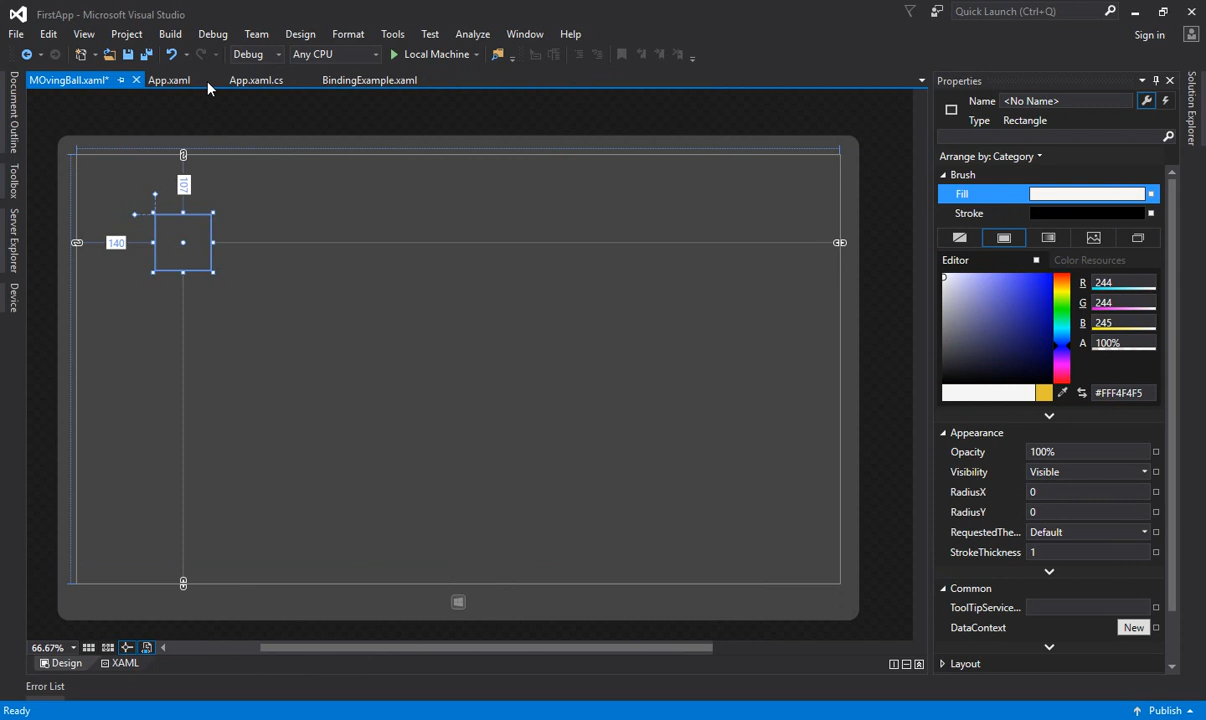 FirstApp - Microsoft Visual Studio
Quick Launch (Ctrl+Q)
File Edit View Project Build Debug Team Format Tools Test Analyze Window Help
Sign in
Debug Any CPU Local Machine
MOvingBall.xaml* App.xaml App.xaml.cs BindingExample.xaml
Document Outline
Toolbox
Server Explorer
Device
107
140
66.67%
Design XAML
Error List
Ready
Publish
Properties
Solution Explorer
Name <No Name>
Type Rectangle
Arrange by: Category
Brush
Fill
Stroke
Editor Color Resources
R 244
G 244
B 245
A 100%
#FFF4F4F5
Appearance
Opacity 100%
Visibility Visible
RadiusX 0
RadiusY 0
RequestedThe... Default
StrokeThickness 1
Common
ToolTipService...
DataContext New
Layout